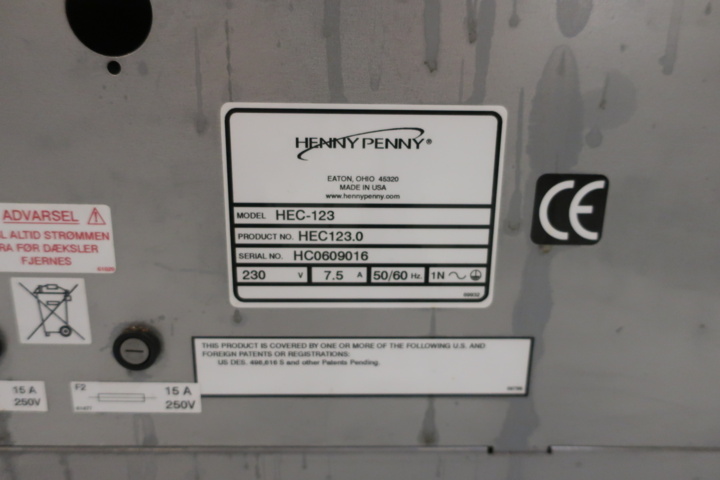 HENNY PENNY®
EATON, OHIO 45320
MADE IN USA
www.hennypenny.com
MODEL HEC-123
PRODUCT NO. HEC123.0
SERIAL NO. HC0609016
230 V 7.5 A 50/60 Hz. 1N
CE
ADVARSEL
L ALTID STRØMMEN
RA FØR DÆKSLER
FJERNES
THIS PRODUCT IS COVERED BY ONE OR MORE OF THE FOLLOWING U.S. AND
FOREIGN PATENTS OR REGISTRATIONS:
US DES. 466,616 S and other Patents Pending.
15 A
250V
F2 15 A
250V